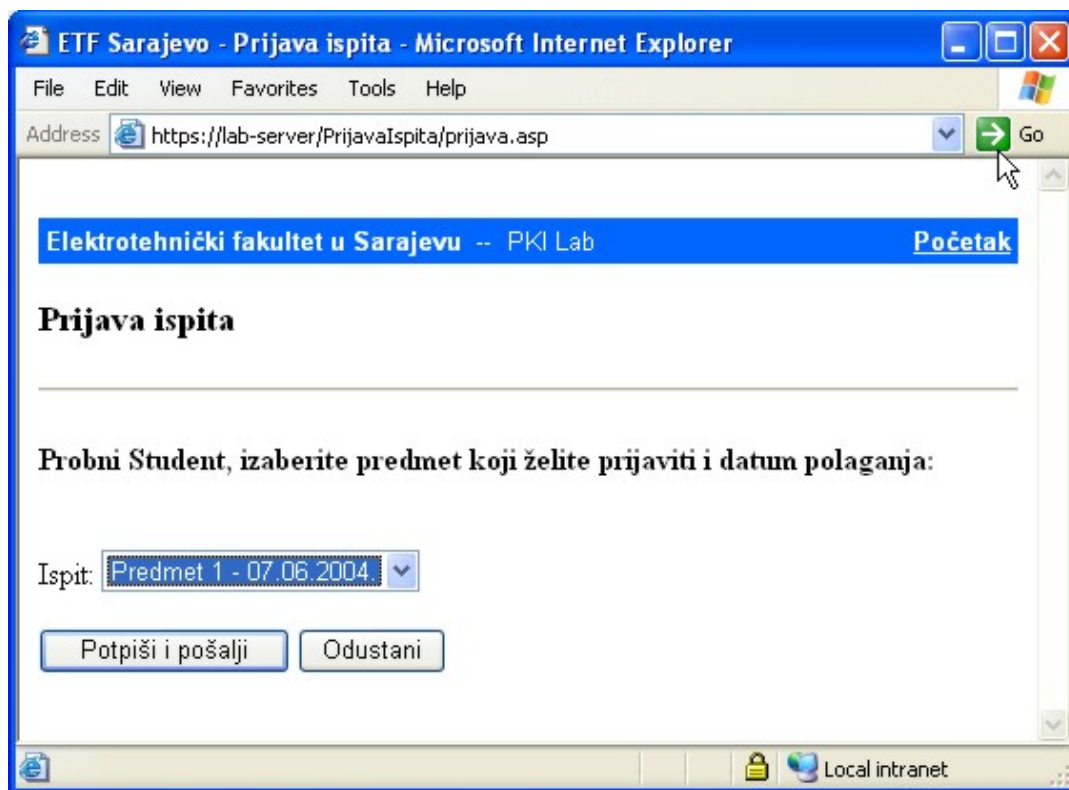 ETF Sarajevo - Prijava ispita - Microsoft Internet Explorer
File Edit View Favorites Tools Help
Address https://lab-server/PrijavaIspita/prijava.asp Go
Elektrotehnički fakultet u Sarajevu -- PKI Lab Početak
Prijava ispita
Probni Student, izaberite predmet koji želite prijaviti i datum polaganja:
Ispit: Predmet 1 - 07.06.2004.
Potpiši i pošalji Odustani
Local intranet